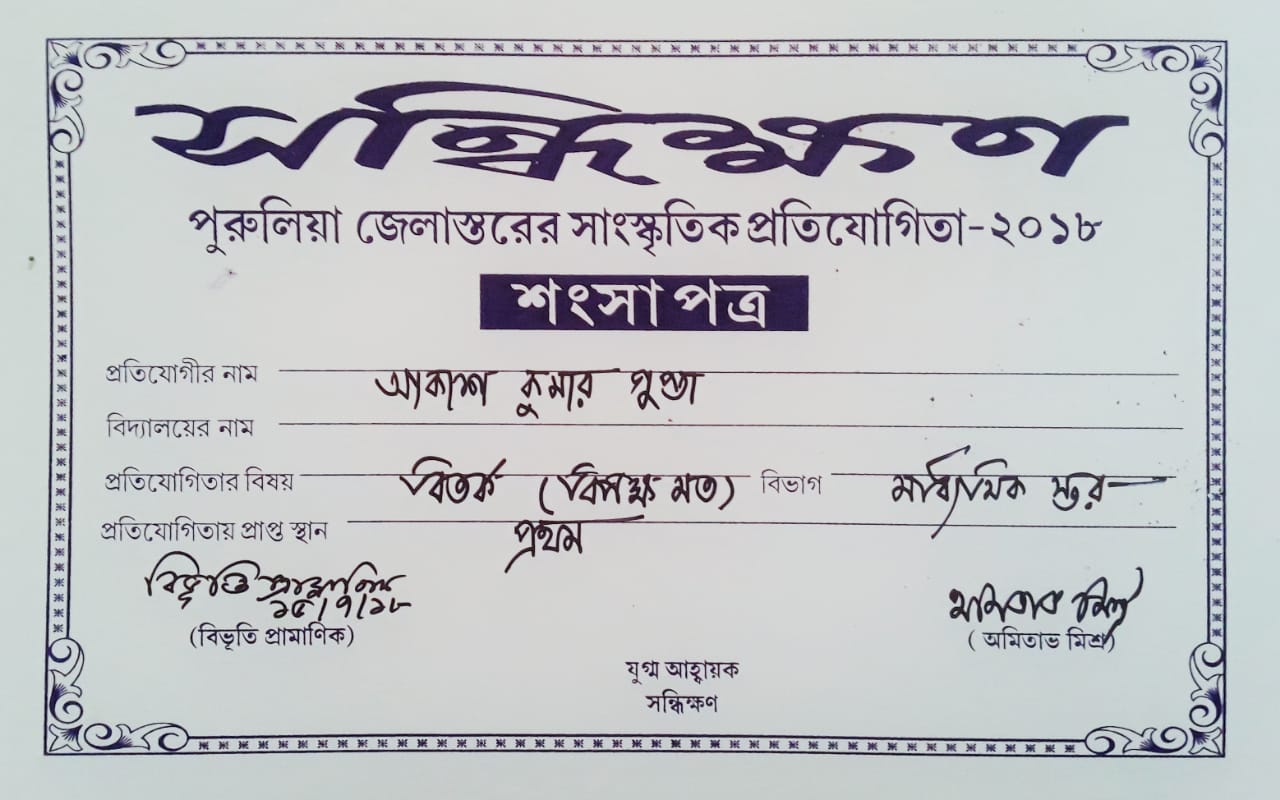 সন্ধিক্ষণ
পুরুলিয়া জেলাস্তরের সাংস্কৃতিক প্রতিযোগিতা-২০১৮
শংসাপত্র
প্রতিযোগীর নাম আকাশ কুমার গুপ্তা
বিদ্যালয়ের নাম
প্রতিযোগিতার বিষয় বিতর্ক (বিপক্ষ মত) বিভাগ মাধ্যমিক স্তর
প্রতিযোগিতায় প্রাপ্ত স্থান প্রথম
বিভূতি প্রামাণিক
১৫/৭/১৮
(বিভূতি প্রামাণিক) (অমিতাভ মিশ্র)
যুগ্ম আহ্বায়ক
সন্ধিক্ষণ